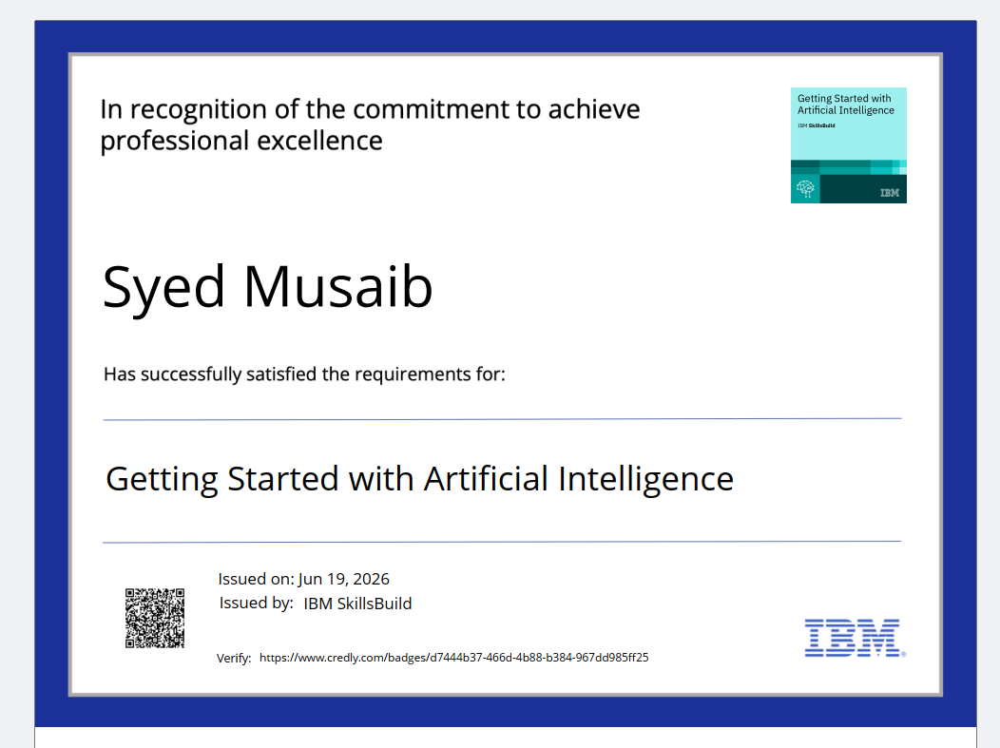 In recognition of the commitment to achieve
professional excellence
Getting Started with
Artificial Intelligence
IBM SkillsBuild
IBM
Syed Musaib
Has successfully satisfied the requirements for:
Getting Started with Artificial Intelligence
Issued on: Jun 19, 2026
Issued by: IBM SkillsBuild
Verify: https://www.credly.com/badges/d7444b37-466d-4b88-b384-967dd985ff25
IBM®